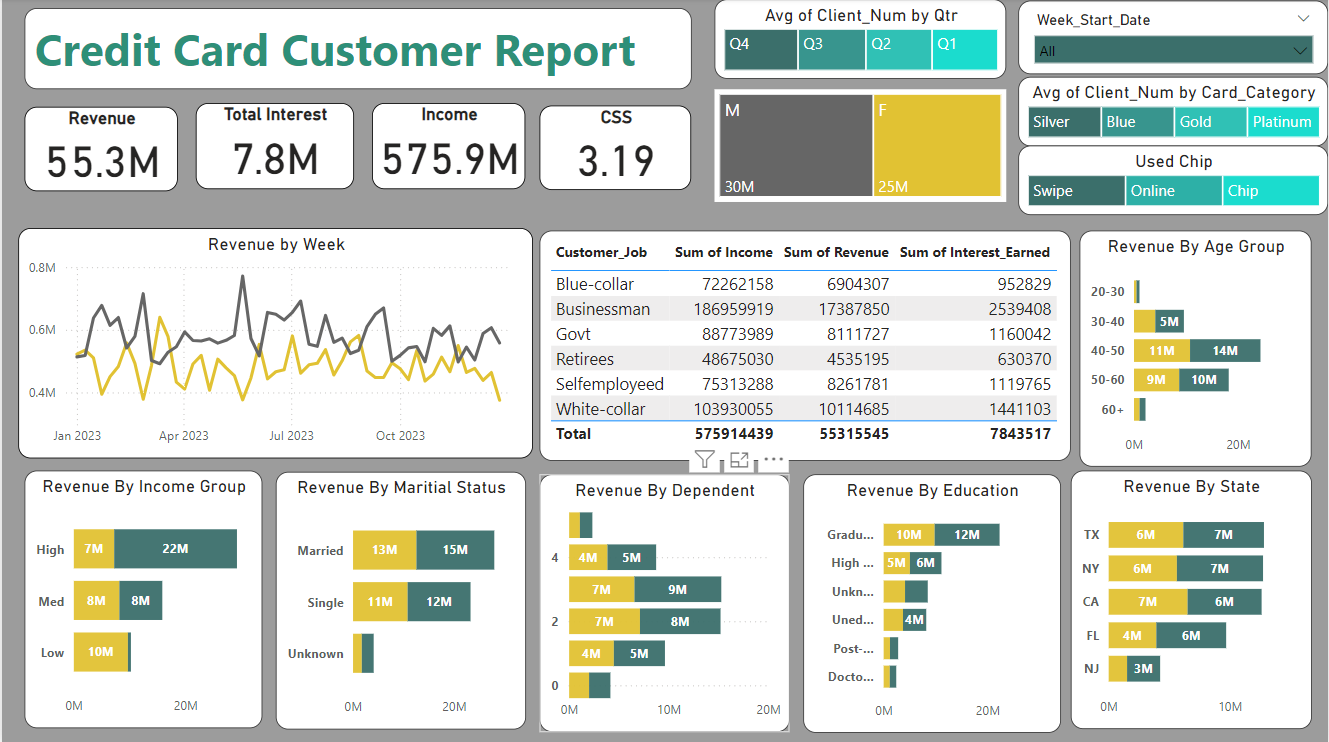 Credit Card Customer Report
Avg of Client_Num by Qtr
Q4 Q3 Q2 Q1
Week_Start_Date
All
Avg of Client_Num by Card_Category
Silver Blue Gold Platinum
Used Chip
Swipe Online Chip
Revenue
55.3M
Total Interest
7.8M
Income
575.9M
CSS
3.19
M F
30M 25M
Revenue by Week
0.8M
0.6M
0.4M
Jan 2023 Apr 2023 Jul 2023 Oct 2023
Customer_Job Sum of Income Sum of Revenue Sum of Interest_Earned
Blue-collar 72262158 6904307 952829
Businessman 186959919 17387850 2539408
Govt 88773989 8111727 1160042
Retirees 48675030 4535195 630370
Selfemployeed 75313288 8261781 1119765
White-collar 103930055 10114685 1441103
Total 575914439 55315545 7843517
Revenue By Age Group
20-30
30-40 5M
40-50 11M 14M
50-60 9M 10M
60+
0M 20M
Revenue By Income Group
High 7M 22M
Med 8M 8M
Low 10M
0M 20M
Revenue By Maritial Status
Married 13M 15M
Single 11M 12M
Unknown
0M 20M
Revenue By Dependent
4 4M 5M
7M 9M
2 7M 8M
4M 5M
0
0M 10M 20M
Revenue By Education
Gradu... 10M 12M
High ... 5M 6M
Unkn...
Uned... 4M
Post-...
Docto...
0M 20M
Revenue By State
TX 6M 7M
NY 6M 7M
CA 7M 6M
FL 4M 6M
NJ 3M
0M 10M